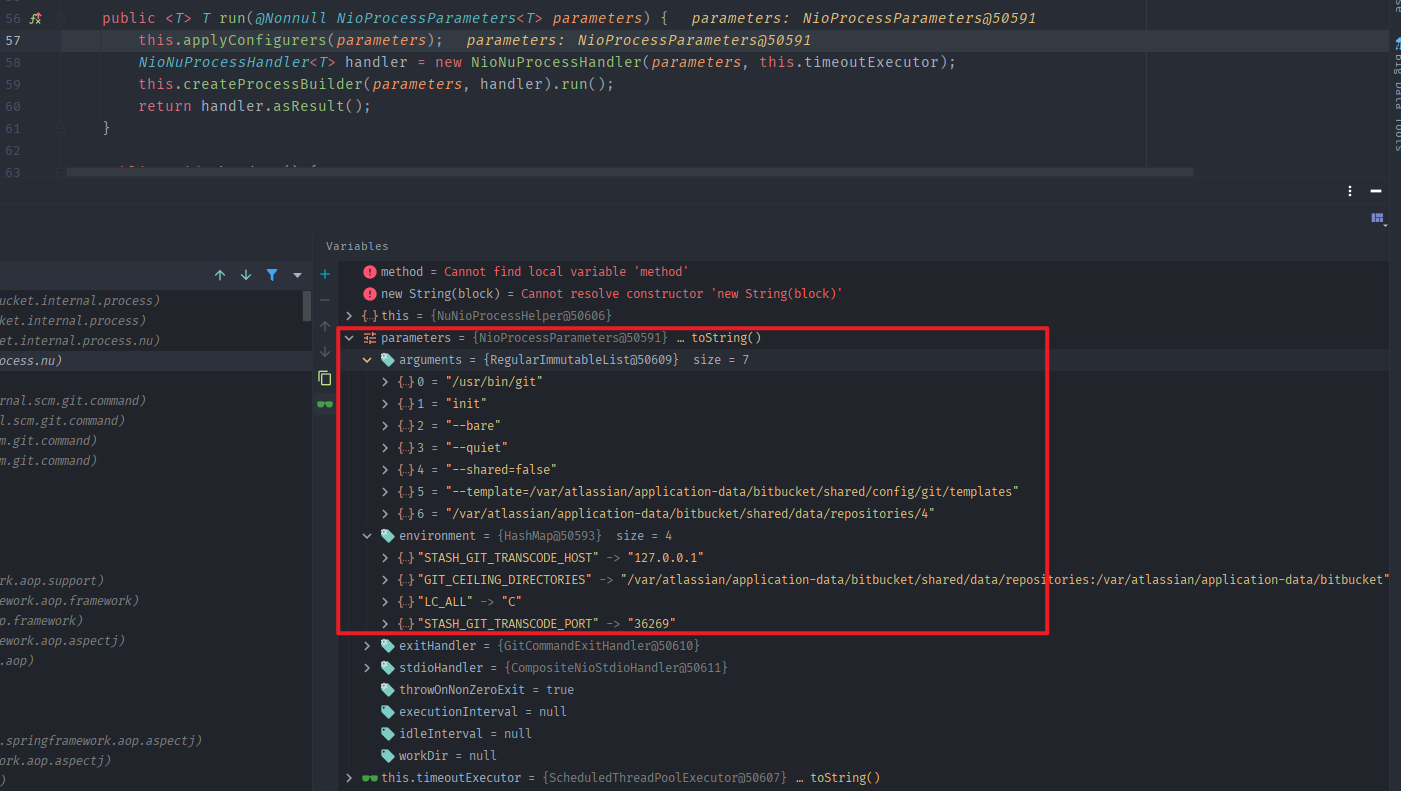 56 public <T> T run(@Nonnull NioProcessParameters<T> parameters) { parameters: NioProcessParameters@50591
57 this.applyConfigurers(parameters); parameters: NioProcessParameters@50591
58 NioNuProcessHandler<T> handler = new NioNuProcessHandler(parameters, this.timeoutExecutor);
59 this.createProcessBuilder(parameters, handler).run();
60 return handler.asResult();
61 }
62
63
Big Data Tools
Variables
ucket.internal.process)
ket.internal.process)
et.internal.process.nu)
ocess.nu)
rnal.scm.git.command)
l.scm.git.command)
m.git.command)
m.git.command)
rk.aop.support)
ework.aop.framework)
p.framework)
ework.aop.aspectj)
.aop)
.springframework.aop.aspectj)
ork.aop.aspectj)
)
method = Cannot find local variable 'method'
new String(block) = Cannot resolve constructor 'new String(block)'
{..} this = {NuNioProcessHelper@50606}
parameters = {NioProcessParameters@50591} … toString()
arguments = {RegularImmutableList@50609} size = 7
{..} 0 = "/usr/bin/git"
{..} 1 = "init"
{..} 2 = "--bare"
{..} 3 = "--quiet"
{..} 4 = "--shared=false"
{..} 5 = "--template=/var/atlassian/application-data/bitbucket/shared/config/git/templates"
{..} 6 = "/var/atlassian/application-data/bitbucket/shared/data/repositories/4"
environment = {HashMap@50593} size = 4
{..} "STASH_GIT_TRANSCODE_HOST" -> "127.0.0.1"
{..} "GIT_CEILING_DIRECTORIES" -> "/var/atlassian/application-data/bitbucket/shared/data/repositories:/var/atlassian/application-data/bitbucket"
{..} "LC_ALL" -> "C"
{..} "STASH_GIT_TRANSCODE_PORT" -> "36269"
exitHandler = {GitCommandExitHandler@50610}
stdioHandler = {CompositeNioStdioHandler@50611}
throwOnNonZeroExit = true
executionInterval = null
idleInterval = null
workDir = null
this.timeoutExecutor = {ScheduledThreadPoolExecutor@50607} … toString()